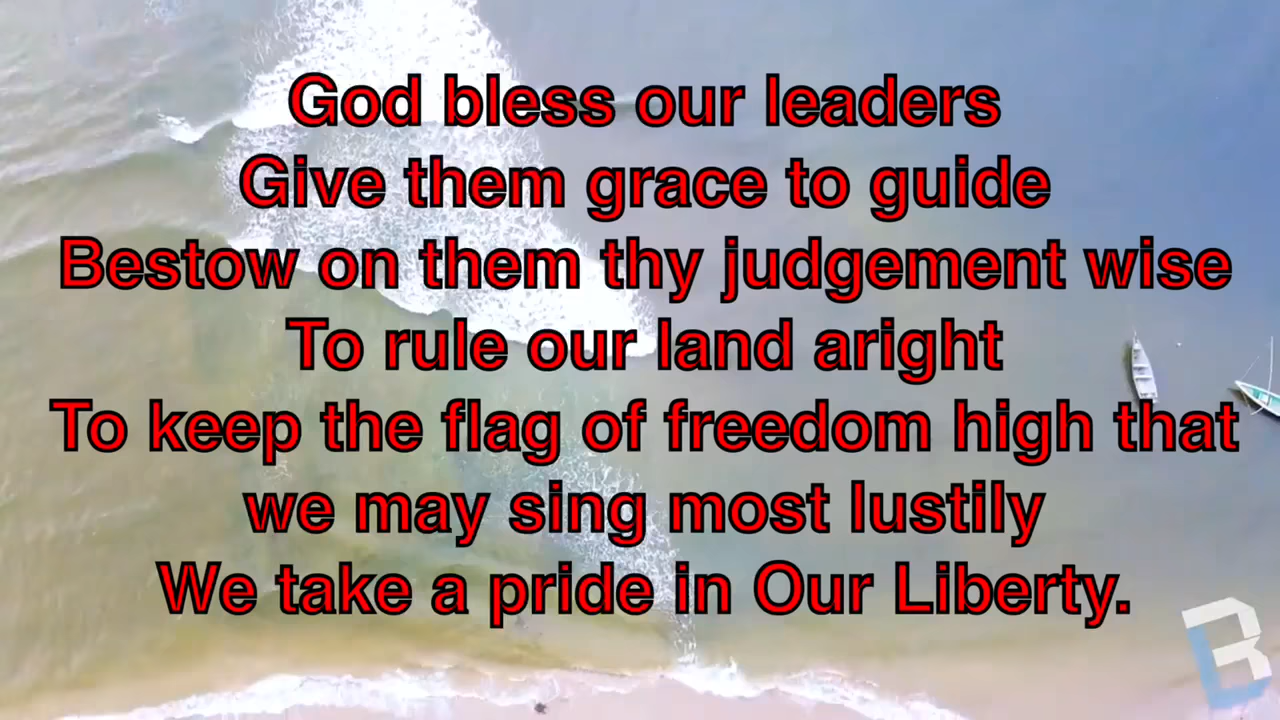 God bless our leaders
Give them grace to guide
Bestow on them thy judgement wise
To rule our land aright
To keep the flag of freedom high that
we may sing most lustily
We take a pride in Our Liberty.